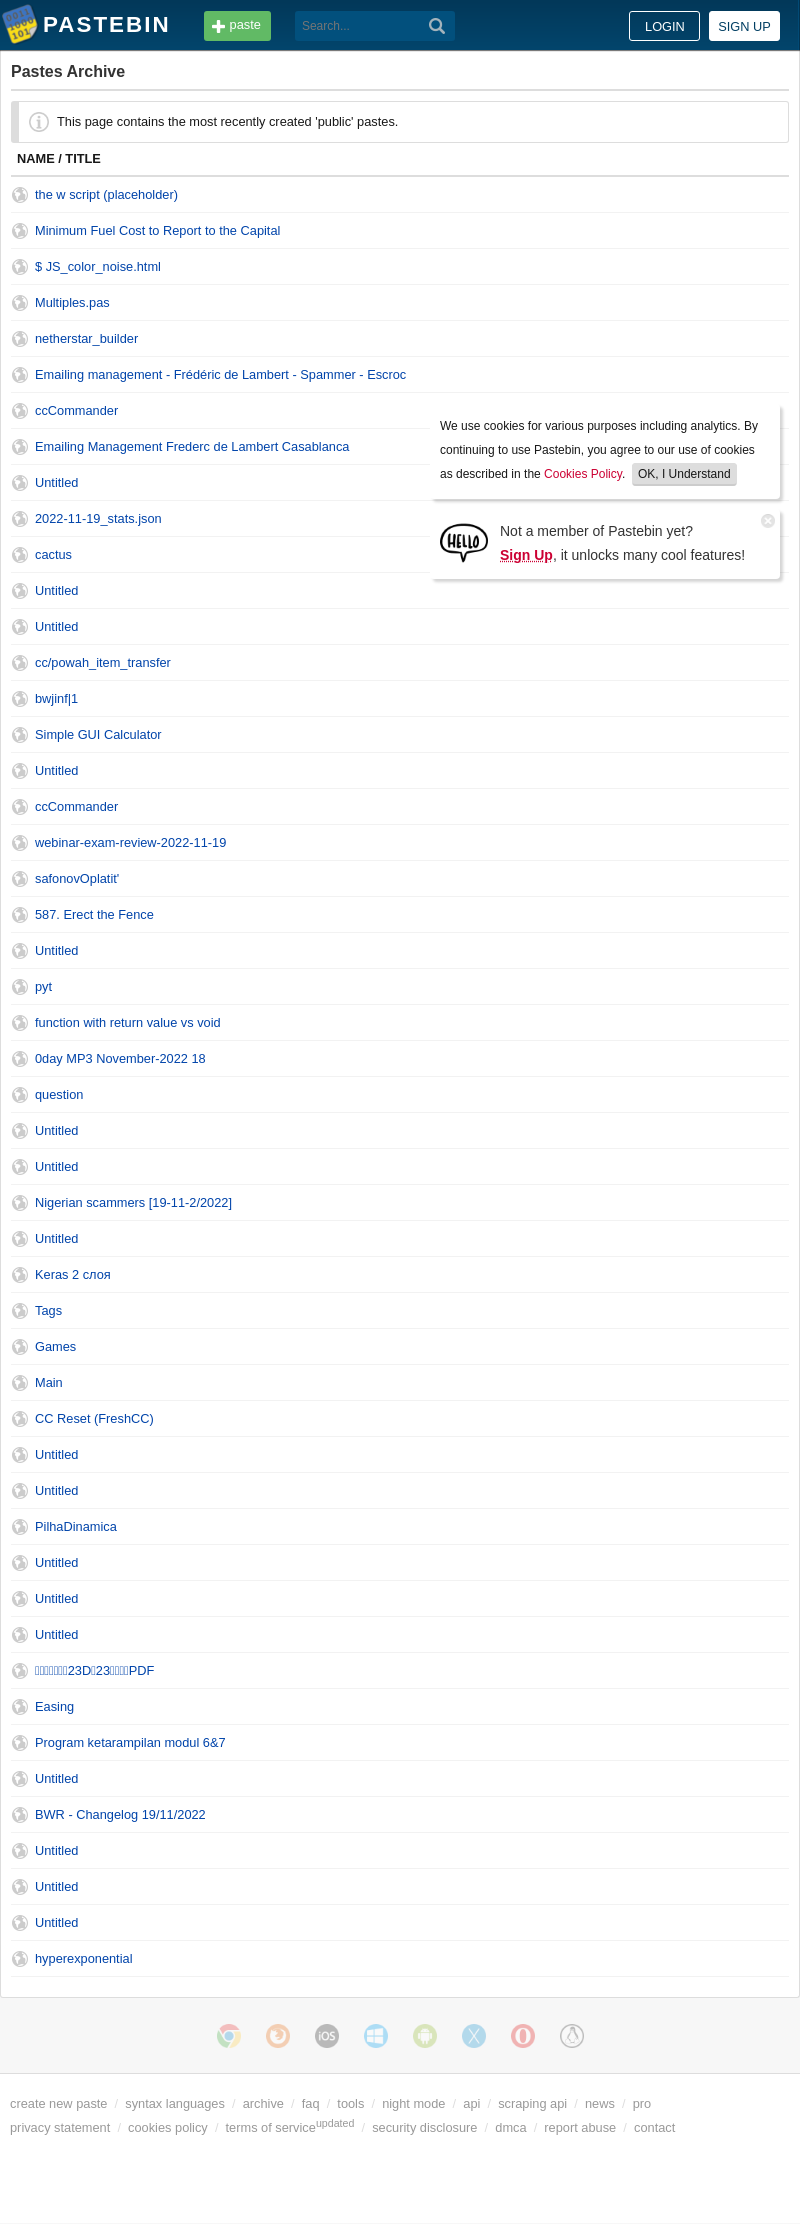 PASTEBIN
paste
Search...
LOGIN
SIGN UP
Pastes Archive
This page contains the most recently created 'public' pastes.
NAME / TITLE
the w script (placeholder)
Minimum Fuel Cost to Report to the Capital
$ JS_color_noise.html
Multiples.pas
netherstar_builder
Emailing management - Frédéric de Lambert - Spammer - Escroc
ccCommander
Emailing Management Frederc de Lambert Casablanca
Untitled
2022-11-19_stats.json
cactus
We use cookies for various purposes including analytics. By
continuing to use Pastebin, you agree to our use of cookies
as described in the Cookies Policy. OK, I Understand
HELLO
Not a member of Pastebin yet?
Sign Up, it unlocks many cool features!
Untitled
Untitled
cc/powah_item_transfer
bwjinf|1
Simple GUI Calculator
Untitled
ccCommander
webinar-exam-review-2022-11-19
safonovOplatit'
587. Erect the Fence
Untitled
pyt
function with return value vs void
0day MP3 November-2022 18
question
Untitled
Untitled
Nigerian scammers [19-11-2/2022]
Untitled
Keras 2 слоя
Tags
Games
Main
CC Reset (FreshCC)
Untitled
Untitled
PilhaDinamica
Untitled
Untitled
Untitled
23D 23 PDF
Easing
Program ketarampilan modul 6&7
Untitled
BWR - Changelog 19/11/2022
Untitled
Untitled
Untitled
hyperexponential
iOS
create new paste / syntax languages / archive / faq / tools / night mode / api / scraping api / news / pro
privacy statement / cookies policy / terms of service updated / security disclosure / dmca / report abuse / contact